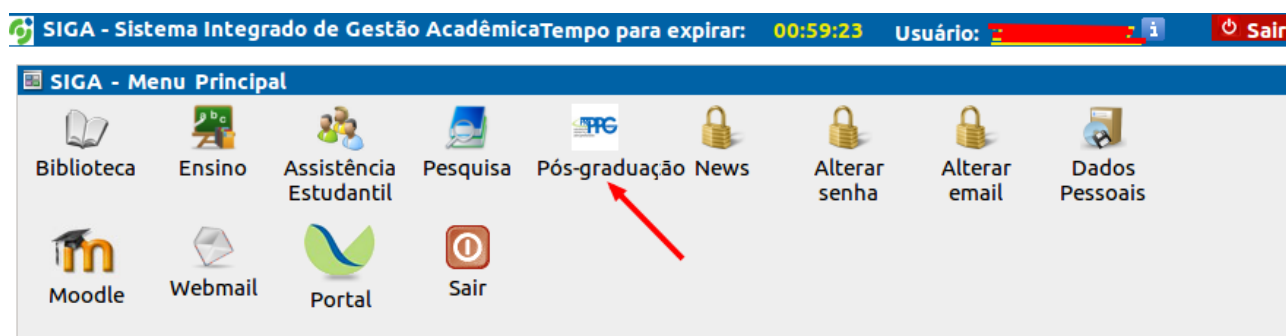 SIGA - Sistema Integrado de Gestão Acadêmica Tempo para expirar: 00:59:23 Usuário: i Sair
SIGA - Menu Principal
PPG
Biblioteca Ensino Assistência Estudantil Pesquisa Pós-graduação News Alterar senha Alterar email Dados Pessoais
Moodle Webmail Portal Sair